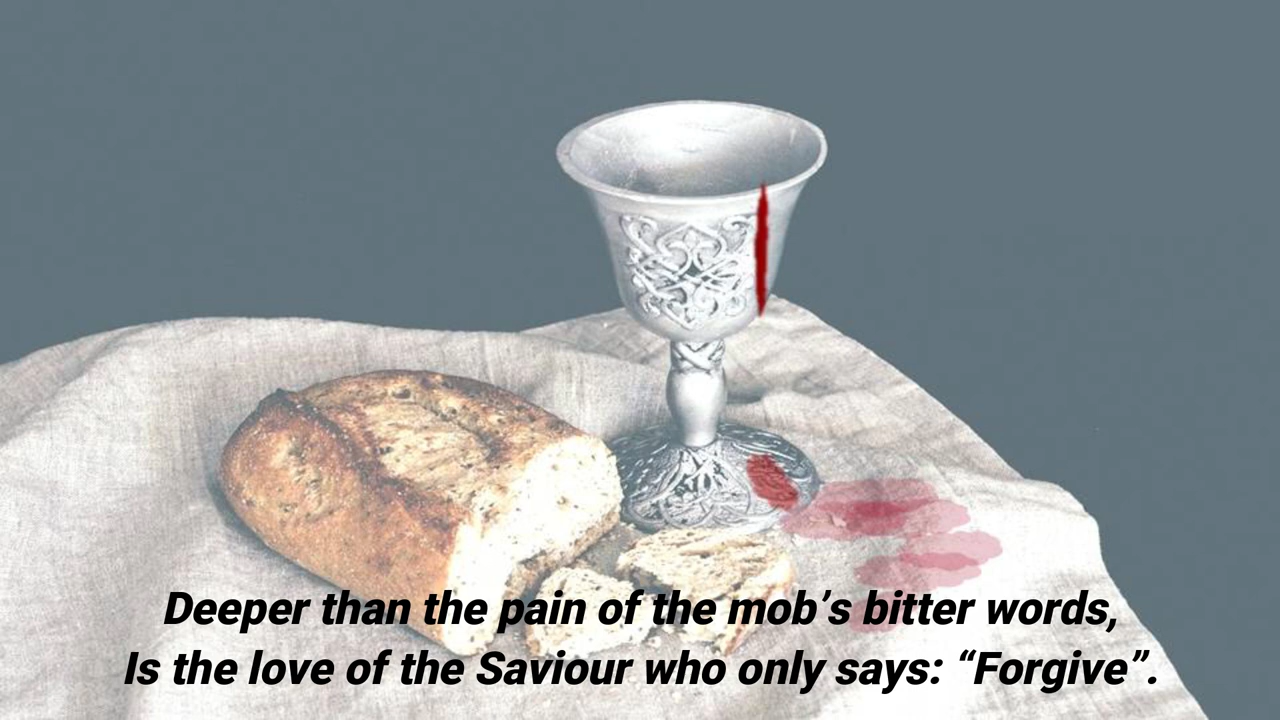 Deeper than the pain of the mob’s bitter words,
Is the love of the Saviour who only says: “Forgive”.